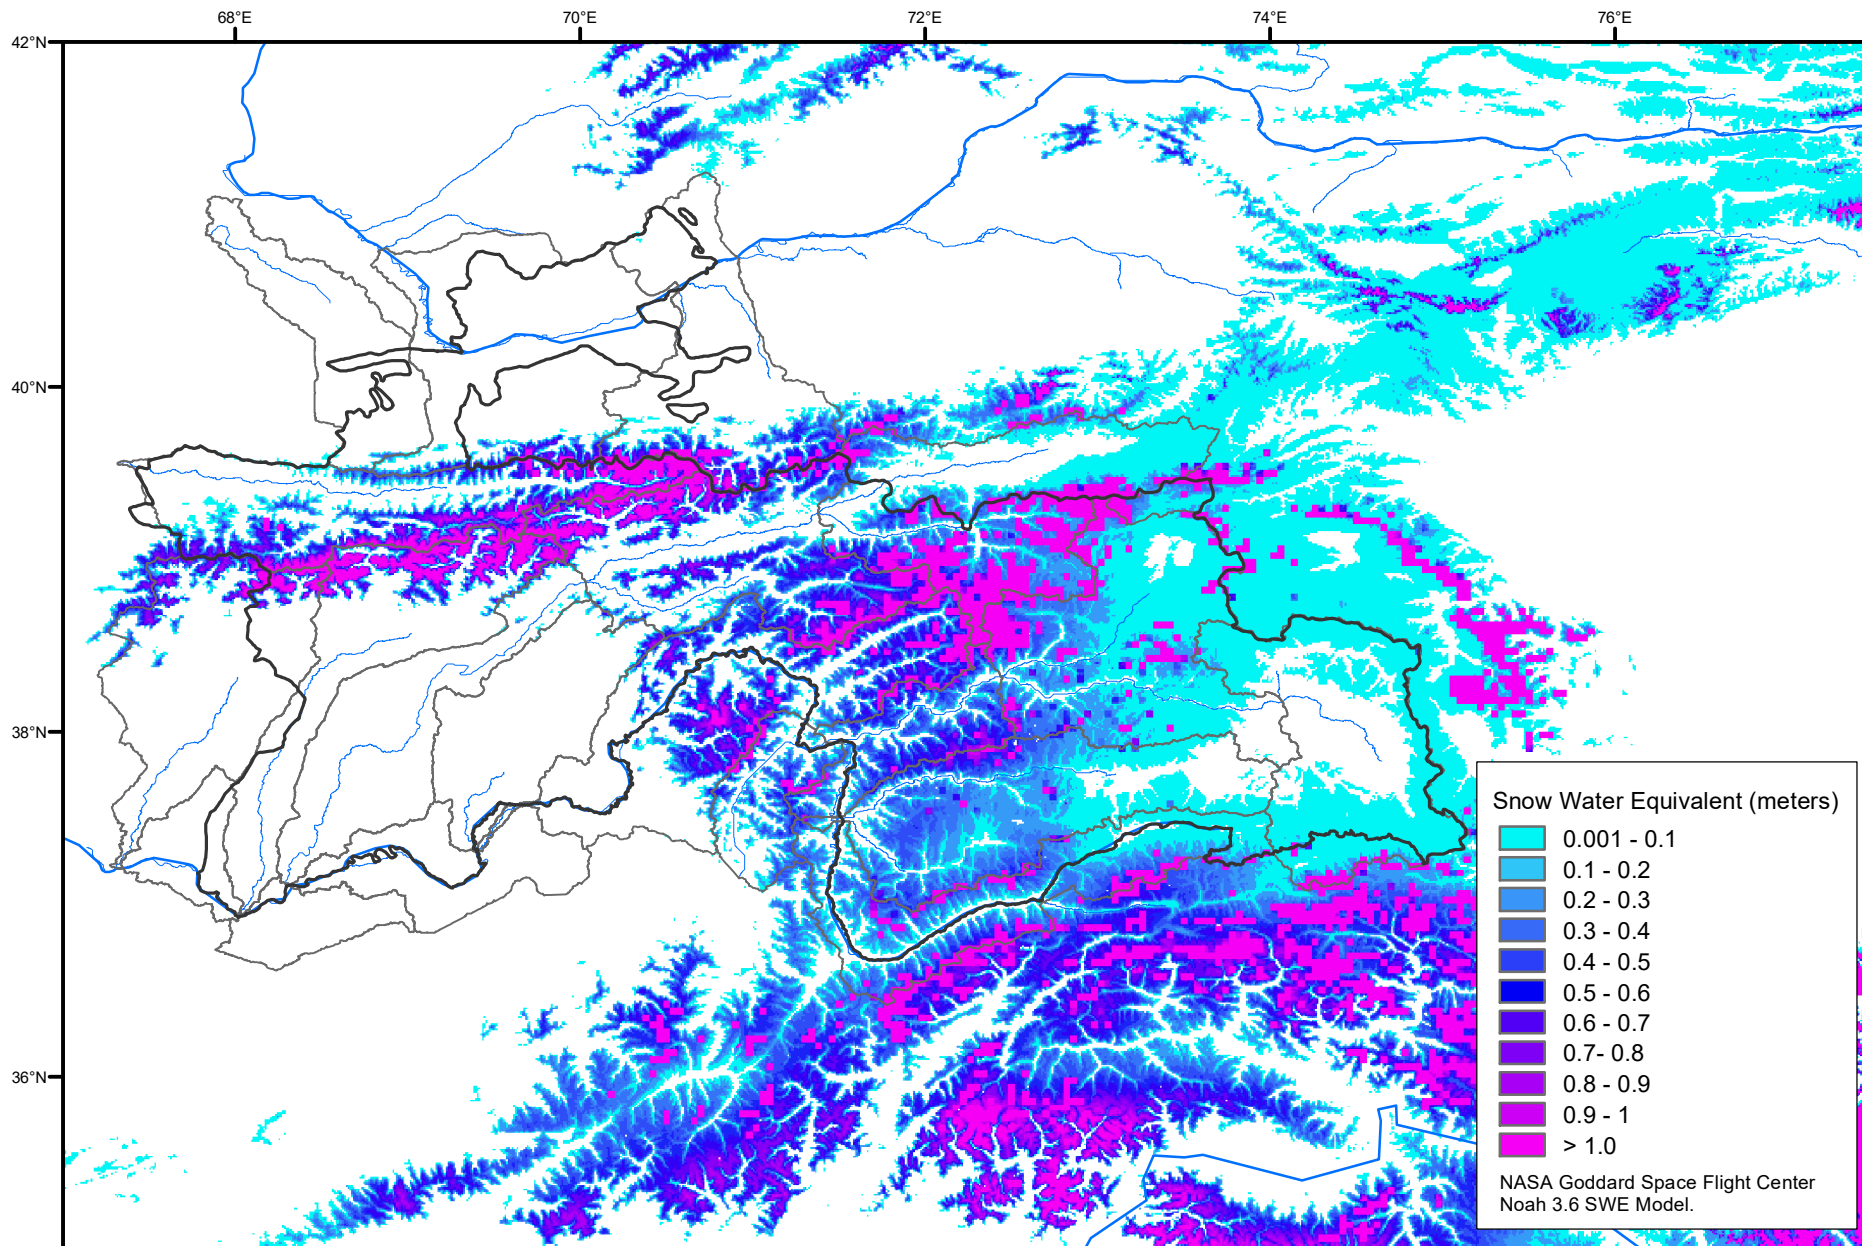 68°E
70°E
72°E
74°E
76°E
42°N
40°N
38°N
36°N
Snow Water Equivalent (meters)
0.001 - 0.1
0.1 - 0.2
0.2 - 0.3
0.3 - 0.4
0.4 - 0.5
0.5 - 0.6
0.6 - 0.7
0.7- 0.8
0.8 - 0.9
0.9 - 1
> 1.0
NASA Goddard Space Flight Center
Noah 3.6 SWE Model.